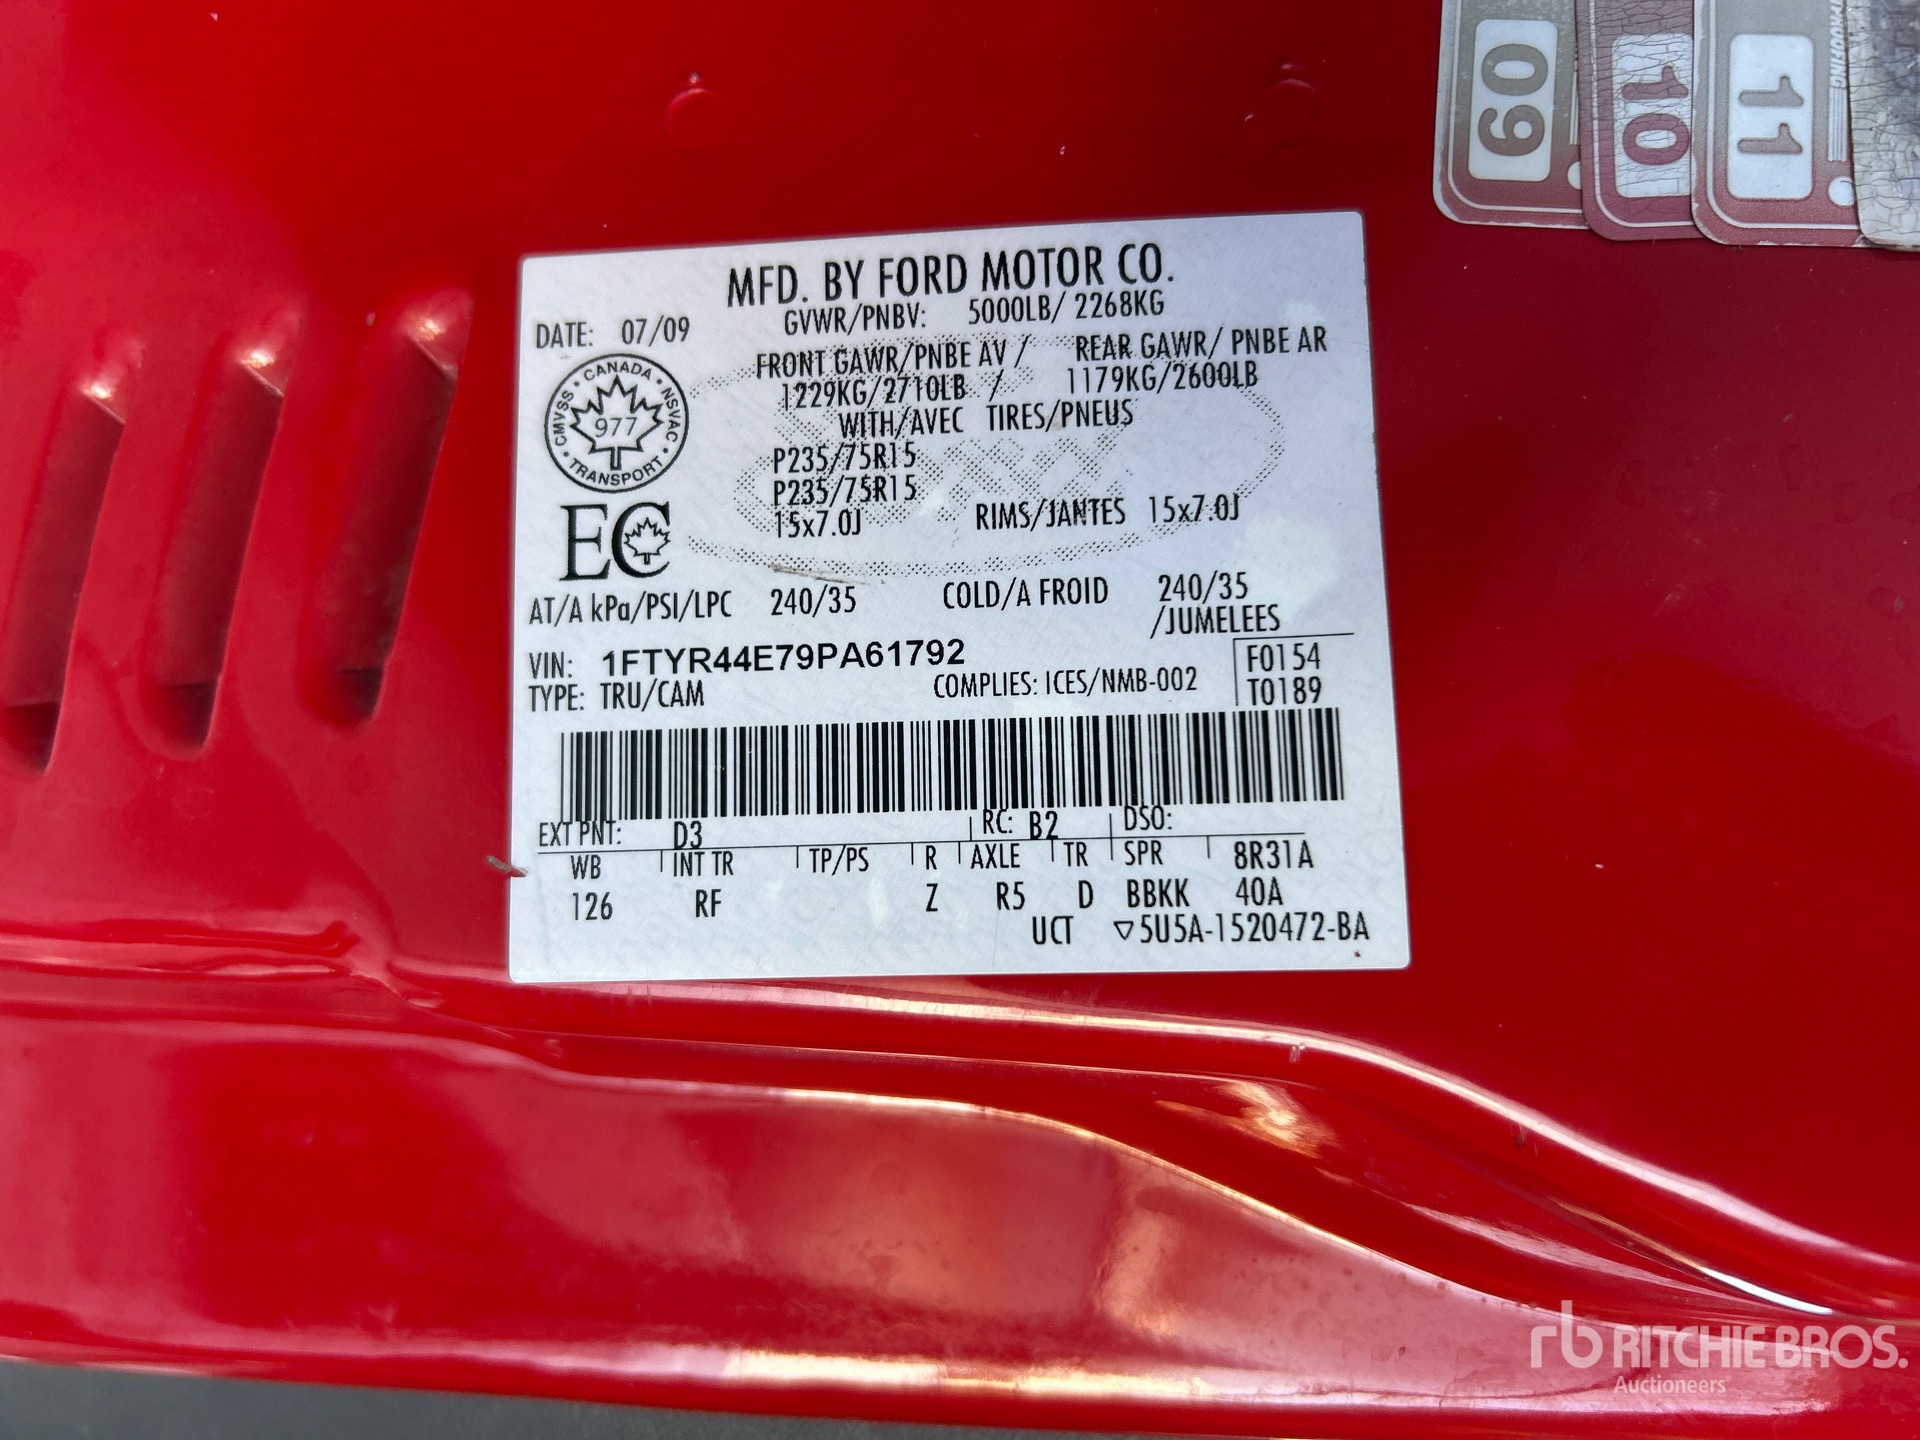 09
10
11
MFD. BY FORD MOTOR CO.
DATE: 07/09
GVWR/PNBV: 5000LB/ 2268KG
FRONT GAWR/PNBE AV / REAR GAWR/ PNBE AR
1229KG/2710LB / 1179KG/2600LB
WITH/AVEC TIRES/PNEUS
CANADA
CMVSS
NSVAC
977
TRANSPORT
P235/75R15
P235/75R15
15x7.0J RIMS/JANTES 15x7.0J
EC
AT/A kPa/PSI/LPC 240/35 COLD/A FROID 240/35
/JUMELEES
VIN: 1FTYR44E79PA61792
F0154
TYPE: TRU/CAM COMPLIES: ICES/NMB-002 T0189
EXT PNT: D3 RC: B2 DSO:
WB INT TR TP/PS R AXLE TR SPR 8R31A
126 RF Z R5 D BBKK 40A
UCT ▽5U5A-1520472-BA
rb RITCHIE BROS.
Auctioneers